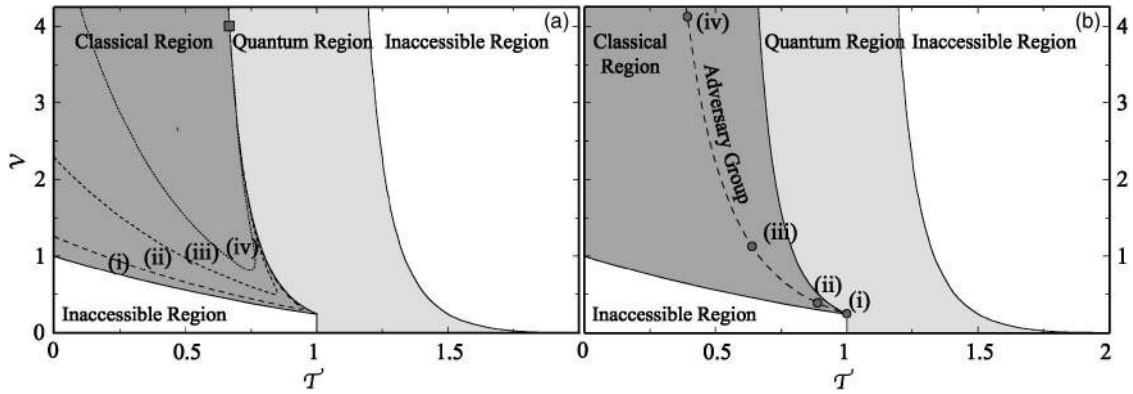 4
3
2
1
0
𝒱
Classical Region
Quantum Region
Inaccessible Region
(a)
(i)
(ii)
(iii)
(iv)
Inaccessible Region
0
0.5
1
1.5
𝒯
Classical
Region
Quantum Region
Inaccessible Region
(b)
(iv)
Adversary Group
(iii)
(ii)
(i)
Inaccessible Region
4
3
2
1
0
0
0.5
1
1.5
2
𝒯